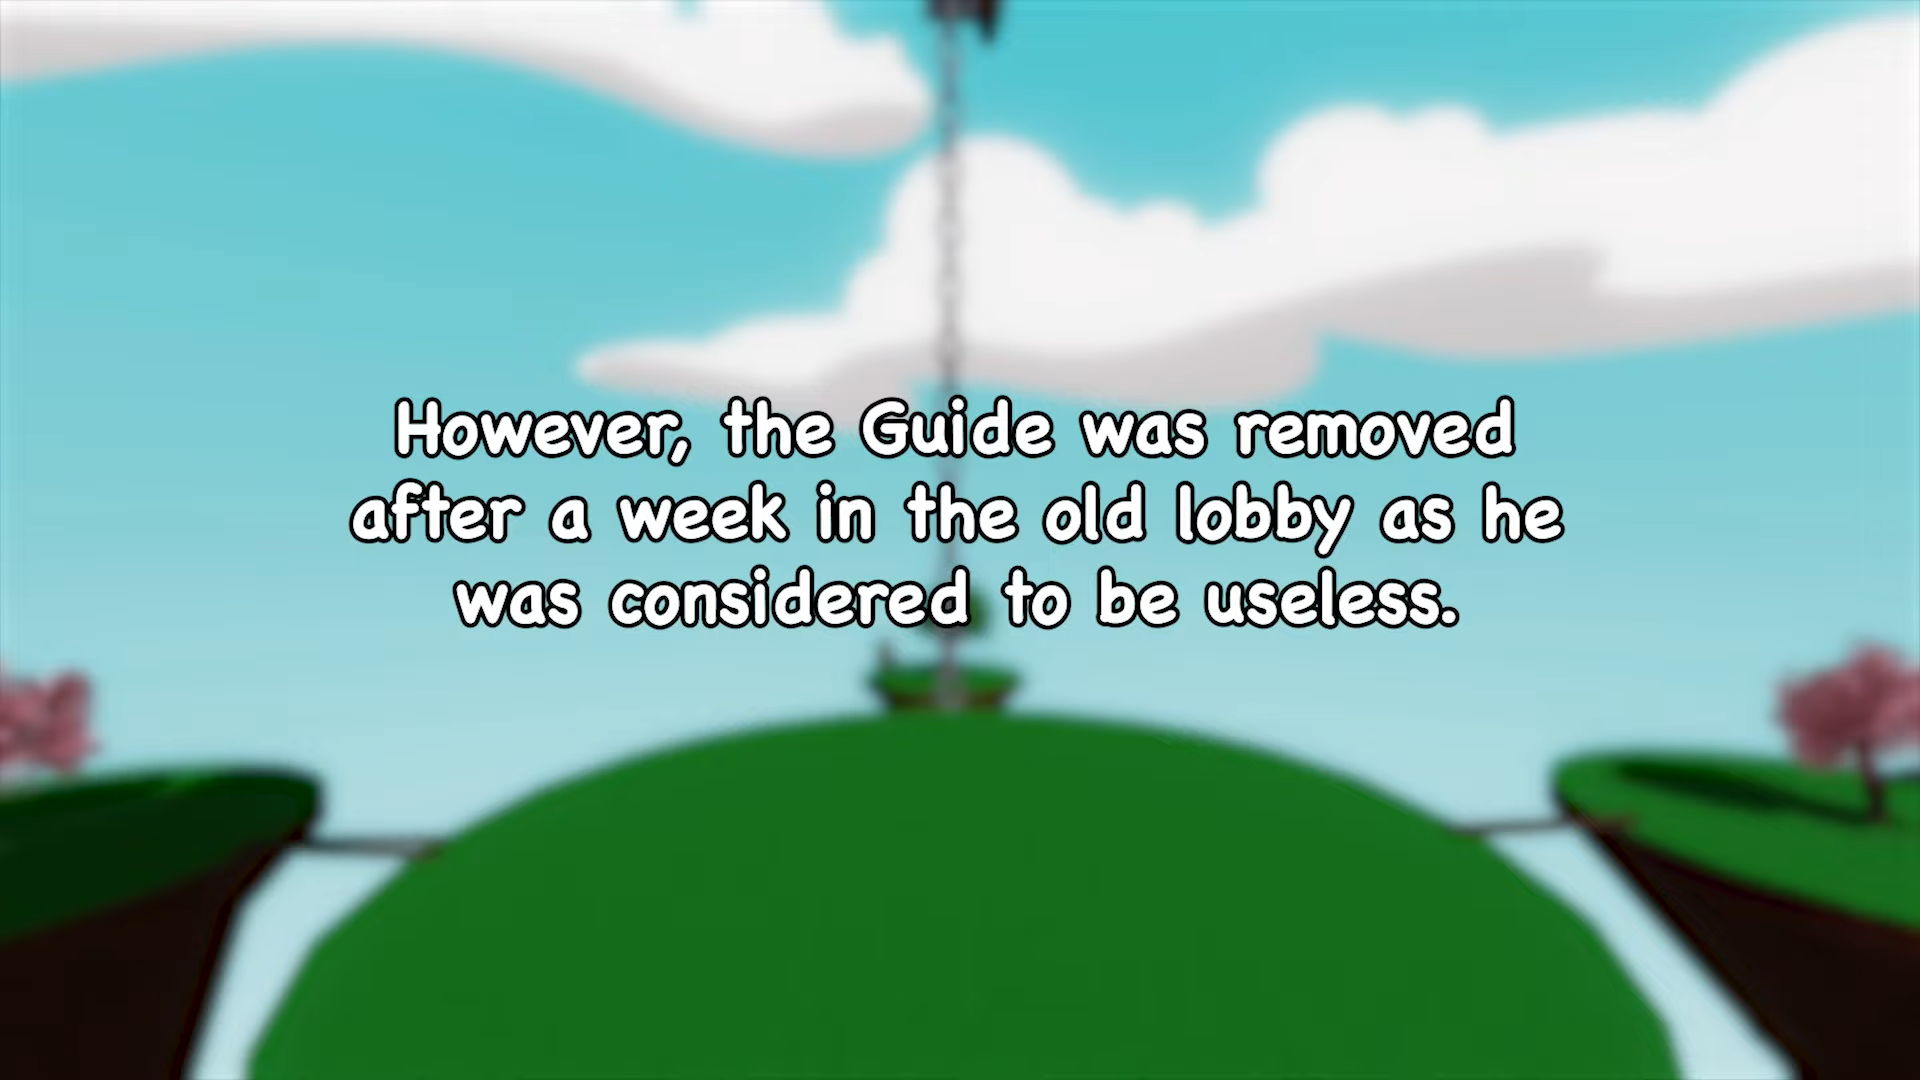 However, the Guide was removed
after a week in the old lobby as he
was considered to be useless.